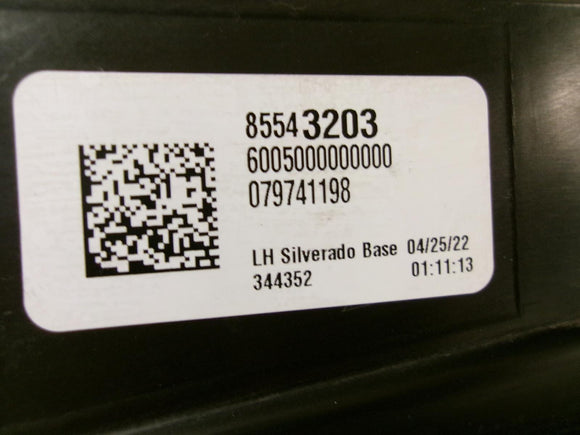 85543203
6005000000000
079741198
LH Silverado Base 04/25/22
344352 01:11:13